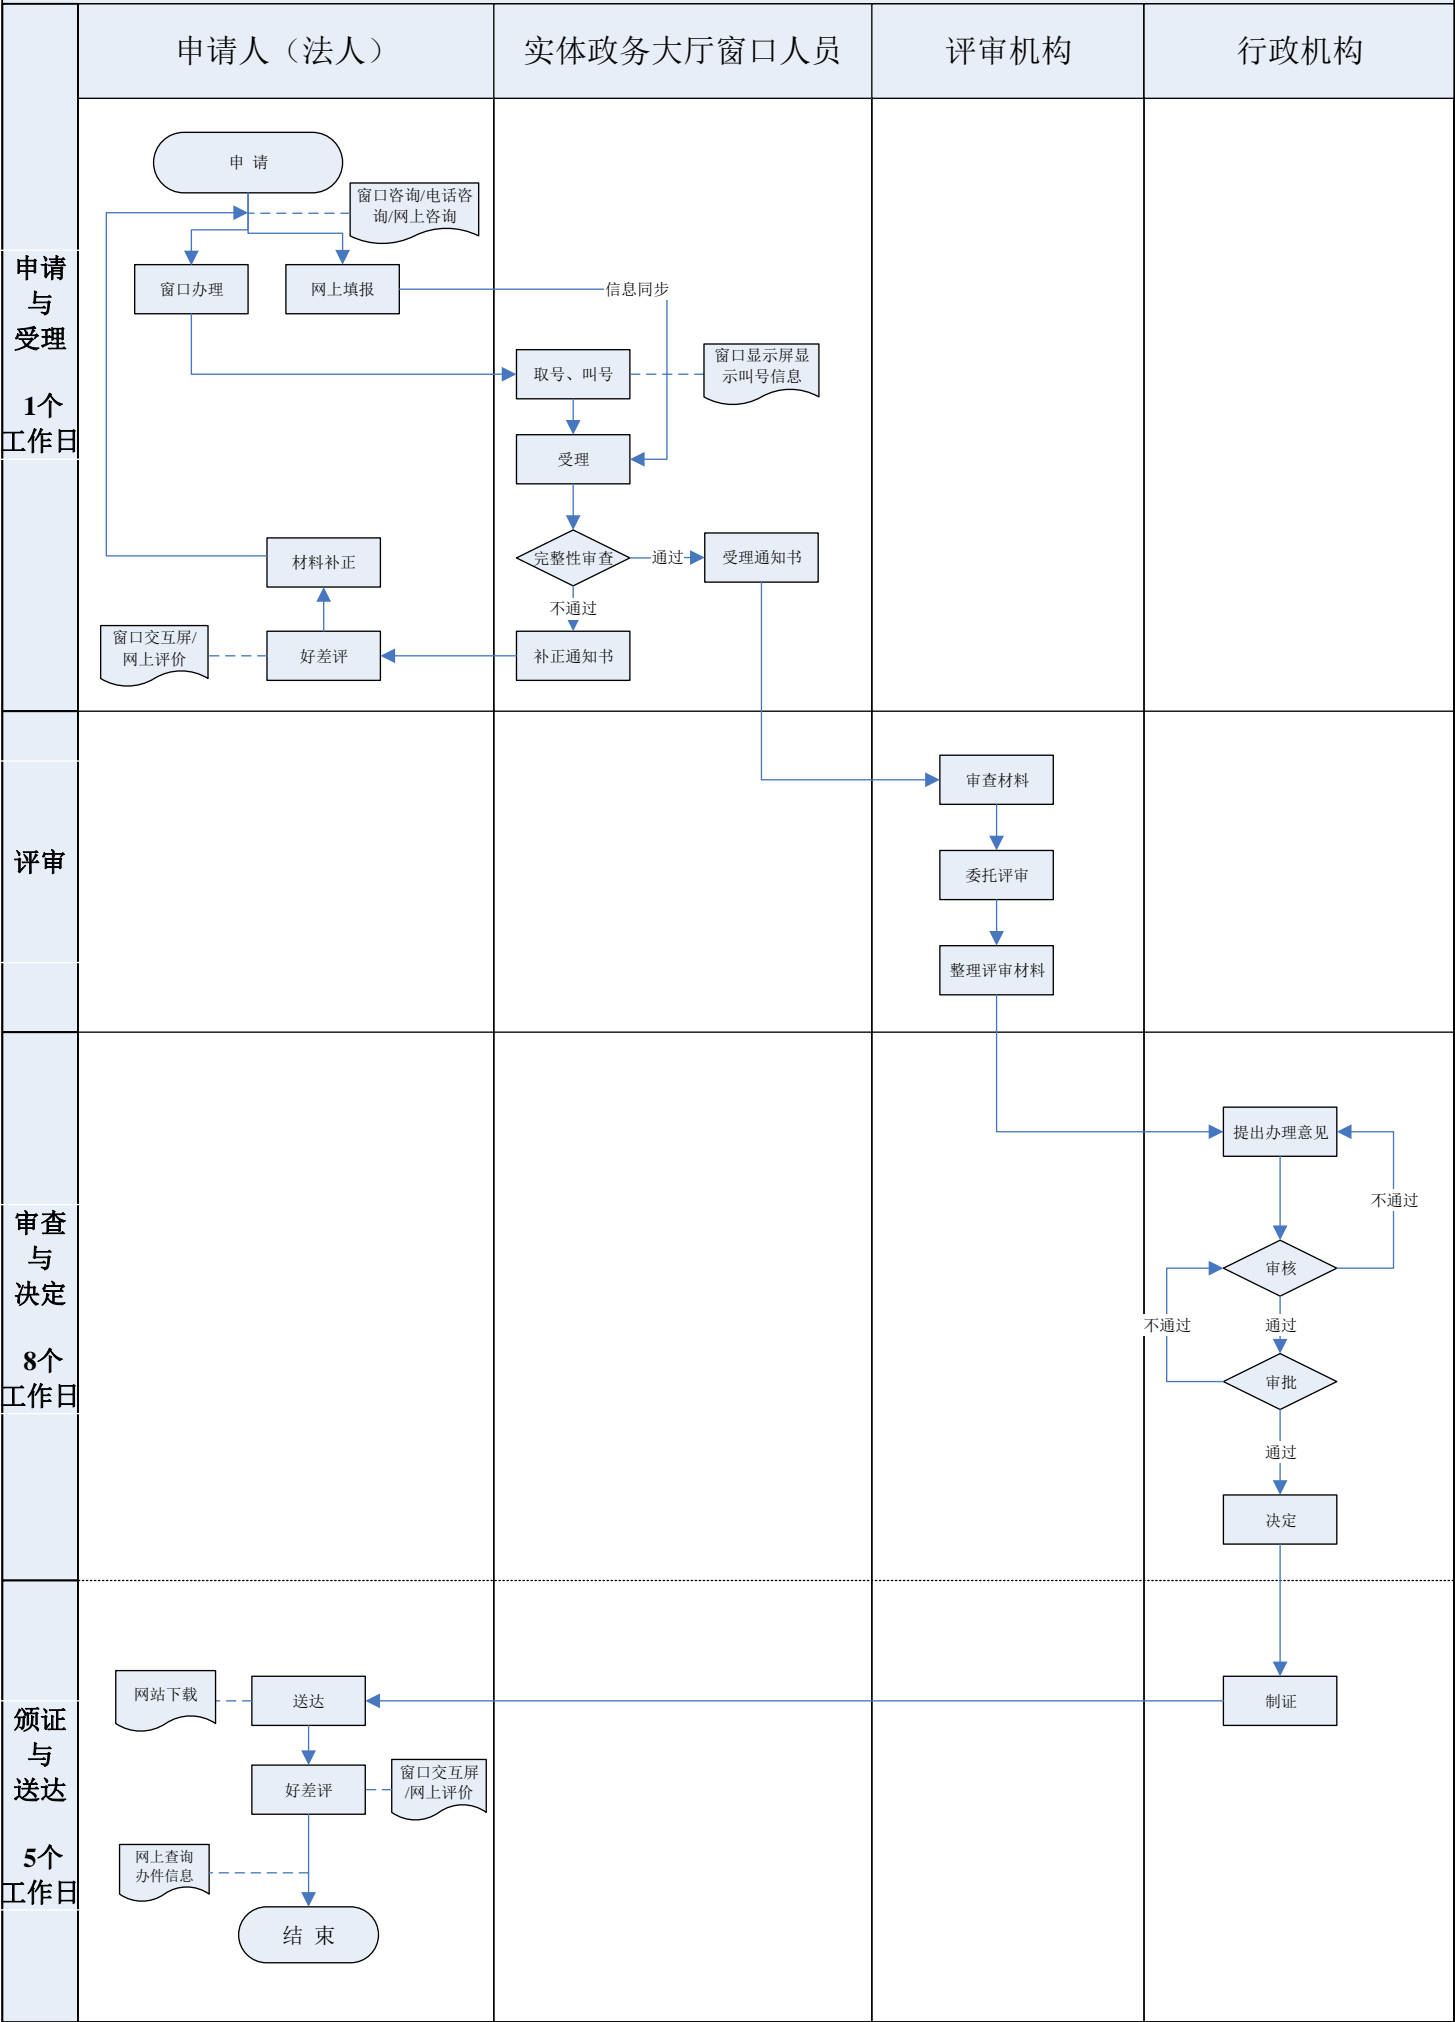 申请人（法人）
实体政务大厅窗口人员
评审机构
行政机构
申请
与
受理
1个
工作日
申 请
窗口咨询/电话咨
询/网上咨询
窗口办理
网上填报
信息同步
取号、叫号
窗口显示屏显
示叫号信息
受理
完整性审查
通过
受理通知书
不通过
材料补正
窗口交互屏/
网上评价
好差评
补正通知书
评审
审查材料
委托评审
整理评审材料
审查
与
决定
8个
工作日
提出办理意见
不通过
审核
不通过
通过
审批
通过
决定
颁证
与
送达
5个
工作日
网站下载
送达
制证
好差评
窗口交互屏
/网上评价
网上查询
办件信息
结 束